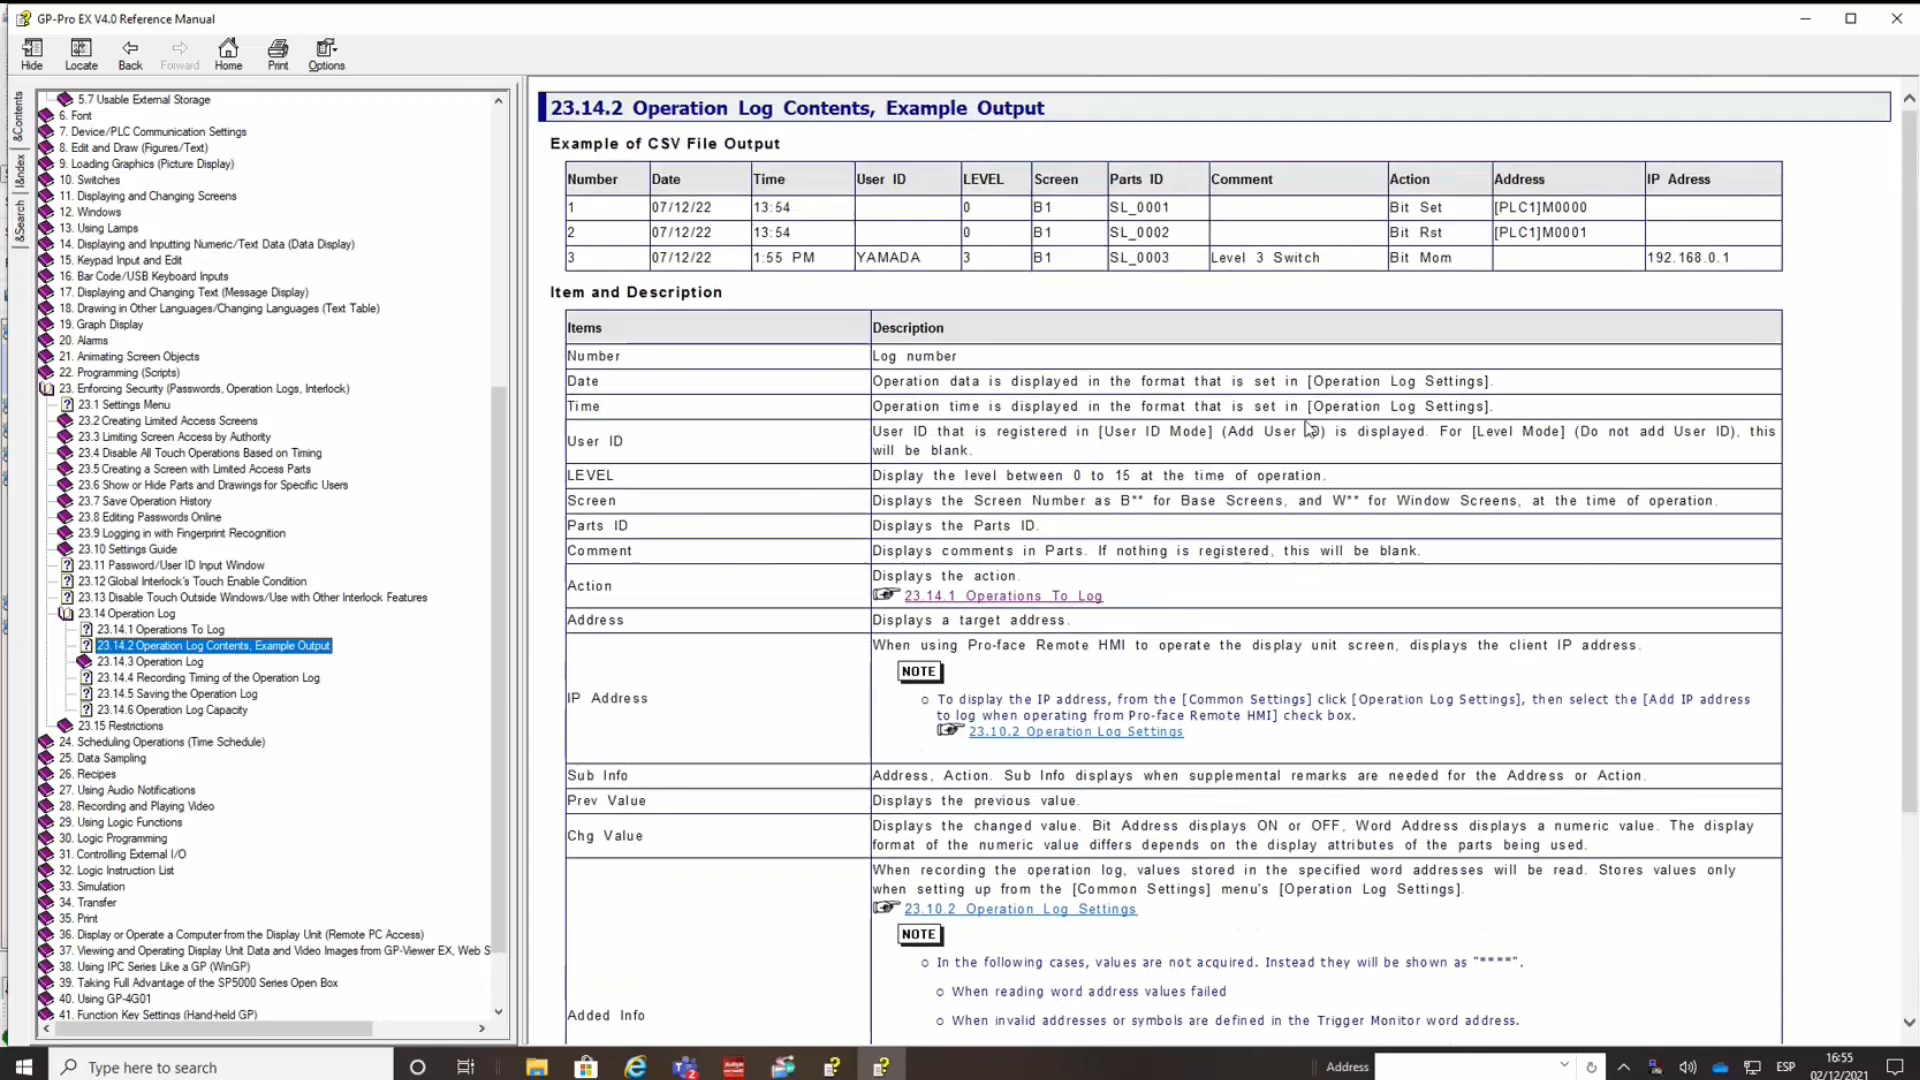 GP-Pro EX V4.0 Reference Manual
Hide
Locate
Back
Forward
Home
Print
Options
&Contents
I&ndex
&Search
5.7 Usable External Storage
6. Font
7. Device/PLC Communication Settings
8. Edit and Draw (Figures/Text)
9. Loading Graphics (Picture Display)
10. Switches
11. Displaying and Changing Screens
12. Windows
13. Using Lamps
14. Displaying and Inputting Numeric/Text Data (Data Display)
15. Keypad Input and Edit
16. Bar Code/USB Keyboard Inputs
17. Displaying and Changing Text (Message Display)
18. Drawing in Other Languages/Changing Languages (Text Table)
19. Graph Display
20. Alarms
21. Animating Screen Objects
22. Programming (Scripts)
23. Enforcing Security (Passwords, Operation Logs, Interlock)
23.1 Settings Menu
23.2 Creating Limited Access Screens
23.3 Limiting Screen Access by Authority
23.4 Disable All Touch Operations Based on Timing
23.5 Creating a Screen with Limited Access Parts
23.6 Show or Hide Parts and Drawings for Specific Users
23.7 Save Operation History
23.8 Editing Passwords Online
23.9 Logging in with Fingerprint Recognition
23.10 Settings Guide
23.11 Password/User ID Input Window
23.12 Global Interlock's Touch Enable Condition
23.13 Disable Touch Outside Windows/Use with Other Interlock Features
23.14 Operation Log
23.14.1 Operations To Log
23.14.2 Operation Log Contents, Example Output
23.14.3 Operation Log
23.14.4 Recording Timing of the Operation Log
23.14.5 Saving the Operation Log
23.14.6 Operation Log Capacity
23.15 Restrictions
24. Scheduling Operations (Time Schedule)
25. Data Sampling
26. Recipes
27. Using Audio Notifications
28. Recording and Playing Video
29. Using Logic Functions
30. Logic Programming
31. Controlling External I/O
32. Logic Instruction List
33. Simulation
34. Transfer
35. Print
36. Display or Operate a Computer from the Display Unit (Remote PC Access)
37. Viewing and Operating Display Unit Data and Video Images from GP-Viewer EX, Web S
38. Using IPC Series Like a GP (WinGP)
39. Taking Full Advantage of the SP5000 Series Open Box
40. Using GP-4G01
41. Function Key Settings (Hand-held GP)
23.14.2 Operation Log Contents, Example Output
Example of CSV File Output
Number Date Time User ID LEVEL Screen Parts ID Comment Action Address IP Adress
1 07/12/22 13:54 0 B1 SL_0001 Bit Set [PLC1]M0000
2 07/12/22 13:54 0 B1 SL_0002 Bit Rst [PLC1]M0001
3 07/12/22 1:55 PM YAMADA 3 B1 SL_0003 Level 3 Switch Bit Mom 192.168.0.1
Item and Description
Items Description
Number Log number
Date Operation data is displayed in the format that is set in [Operation Log Settings].
Time Operation time is displayed in the format that is set in [Operation Log Settings].
User ID User ID that is registered in [User ID Mode] (Add User ID) is displayed. For [Level Mode] (Do not add User ID), this
will be blank.
LEVEL Display the level between 0 to 15 at the time of operation.
Screen Displays the Screen Number as B** for Base Screens, and W** for Window Screens, at the time of operation.
Parts ID Displays the Parts ID.
Comment Displays comments in Parts. If nothing is registered, this will be blank.
Action Displays the action.
23.14.1 Operations To Log
Address Displays a target address.
IP Address When using Pro-face Remote HMI to operate the display unit screen, displays the client IP address.
NOTE
To display the IP address, from the [Common Settings] click [Operation Log Settings], then select the [Add IP address
to log when operating from Pro-face Remote HMI] check box.
23.10.2 Operation Log Settings
Sub Info Address, Action. Sub Info displays when supplemental remarks are needed for the Address or Action.
Prev Value Displays the previous value.
Chg Value Displays the changed value. Bit Address displays ON or OFF, Word Address displays a numeric value. The display
format of the numeric value differs depends on the display attributes of the parts being used.
Added Info When recording the operation log, values stored in the specified word addresses will be read. Stores values only
when setting up from the [Common Settings] menu's [Operation Log Settings].
23.10.2 Operation Log Settings
NOTE
In the following cases, values are not acquired. Instead they will be shown as "****".
When reading word address values failed
When invalid addresses or symbols are defined in the Trigger Monitor word address.
Type here to search
Address
ESP
16:55
02/12/2021